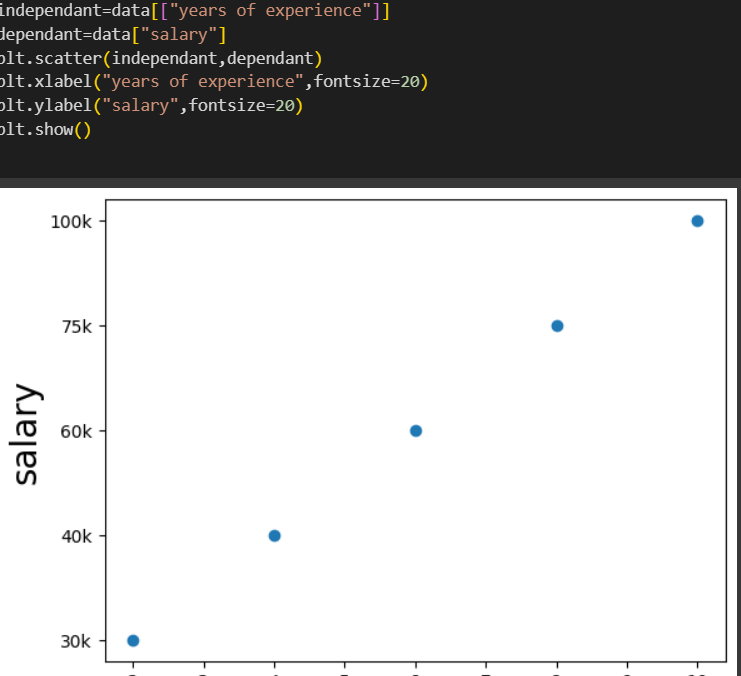 independant=data[["years of experience"]]
dependant=data["salary"]
plt.scatter(independant,dependant)
plt.xlabel("years of experience",fontsize=20)
plt.ylabel("salary",fontsize=20)
plt.show()
100k
75k
60k
40k
30k
salary